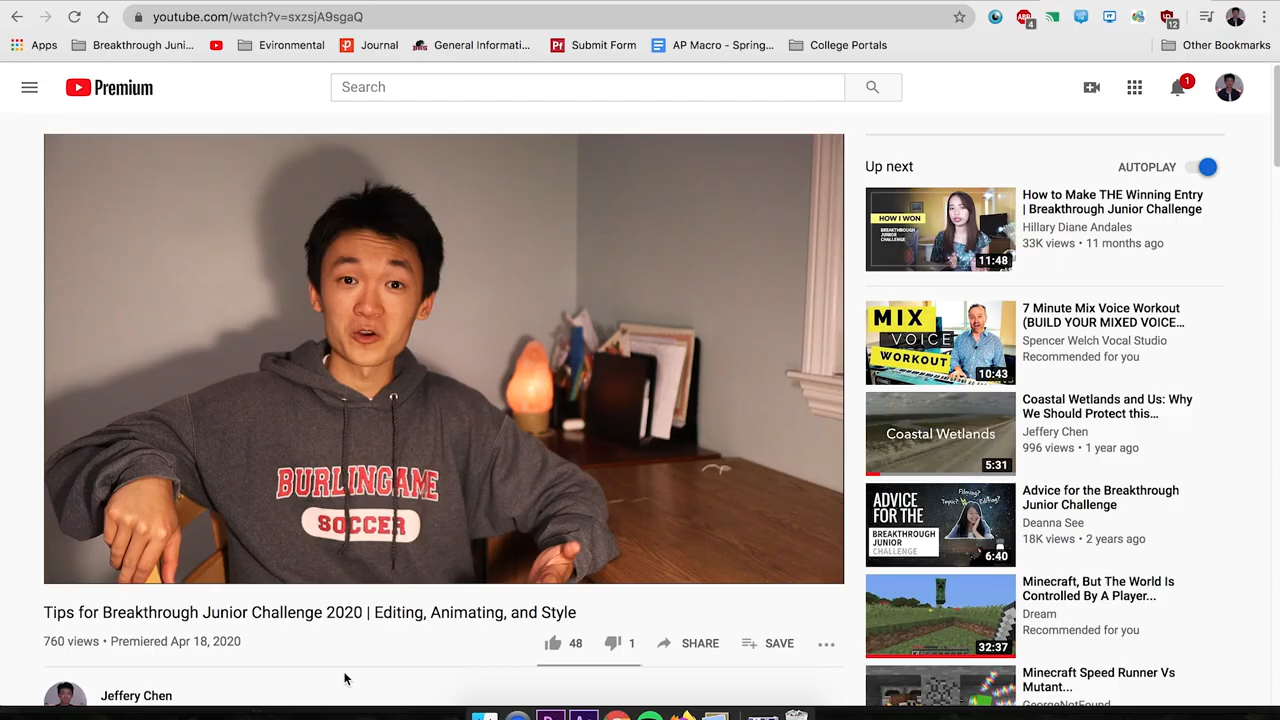 youtube.com/watch?v=sxzsjA9sgaQ
4
12
Apps
Breakthrough Juni...
Evironmental
Journal
General Informati...
Submit Form
AP Macro - Spring...
College Portals
Other Bookmarks
Premium
Search
1
BURLINGAME
SOCCER
Tips for Breakthrough Junior Challenge 2020 | Editing, Animating, and Style
760 views • Premiered Apr 18, 2020
48
1
SHARE
SAVE
Jeffery Chen
Up next
AUTOPLAY
HOW I WON
BREAKTHROUGH
JUNIOR
CHALLENGE
11:48
How to Make THE Winning Entry
| Breakthrough Junior Challenge
Hillary Diane Andales
33K views • 11 months ago
MIX
VOICE
WORKOUT
10:43
7 Minute Mix Voice Workout
(BUILD YOUR MIXED VOICE...
Spencer Welch Vocal Studio
Recommended for you
Coastal Wetlands
5:31
Coastal Wetlands and Us: Why
We Should Protect this...
Jeffery Chen
996 views • 1 year ago
ADVICE
FOR THE
BREAKTHROUGH
JUNIOR
CHALLENGE
Filming?
Topic?
Editing?
6:40
Advice for the Breakthrough
Junior Challenge
Deanna See
18K views • 2 years ago
32:37
Minecraft, But The World Is
Controlled By A Player...
Dream
Recommended for you
Minecraft Speed Runner Vs
Mutant...
GeorgeNotFound